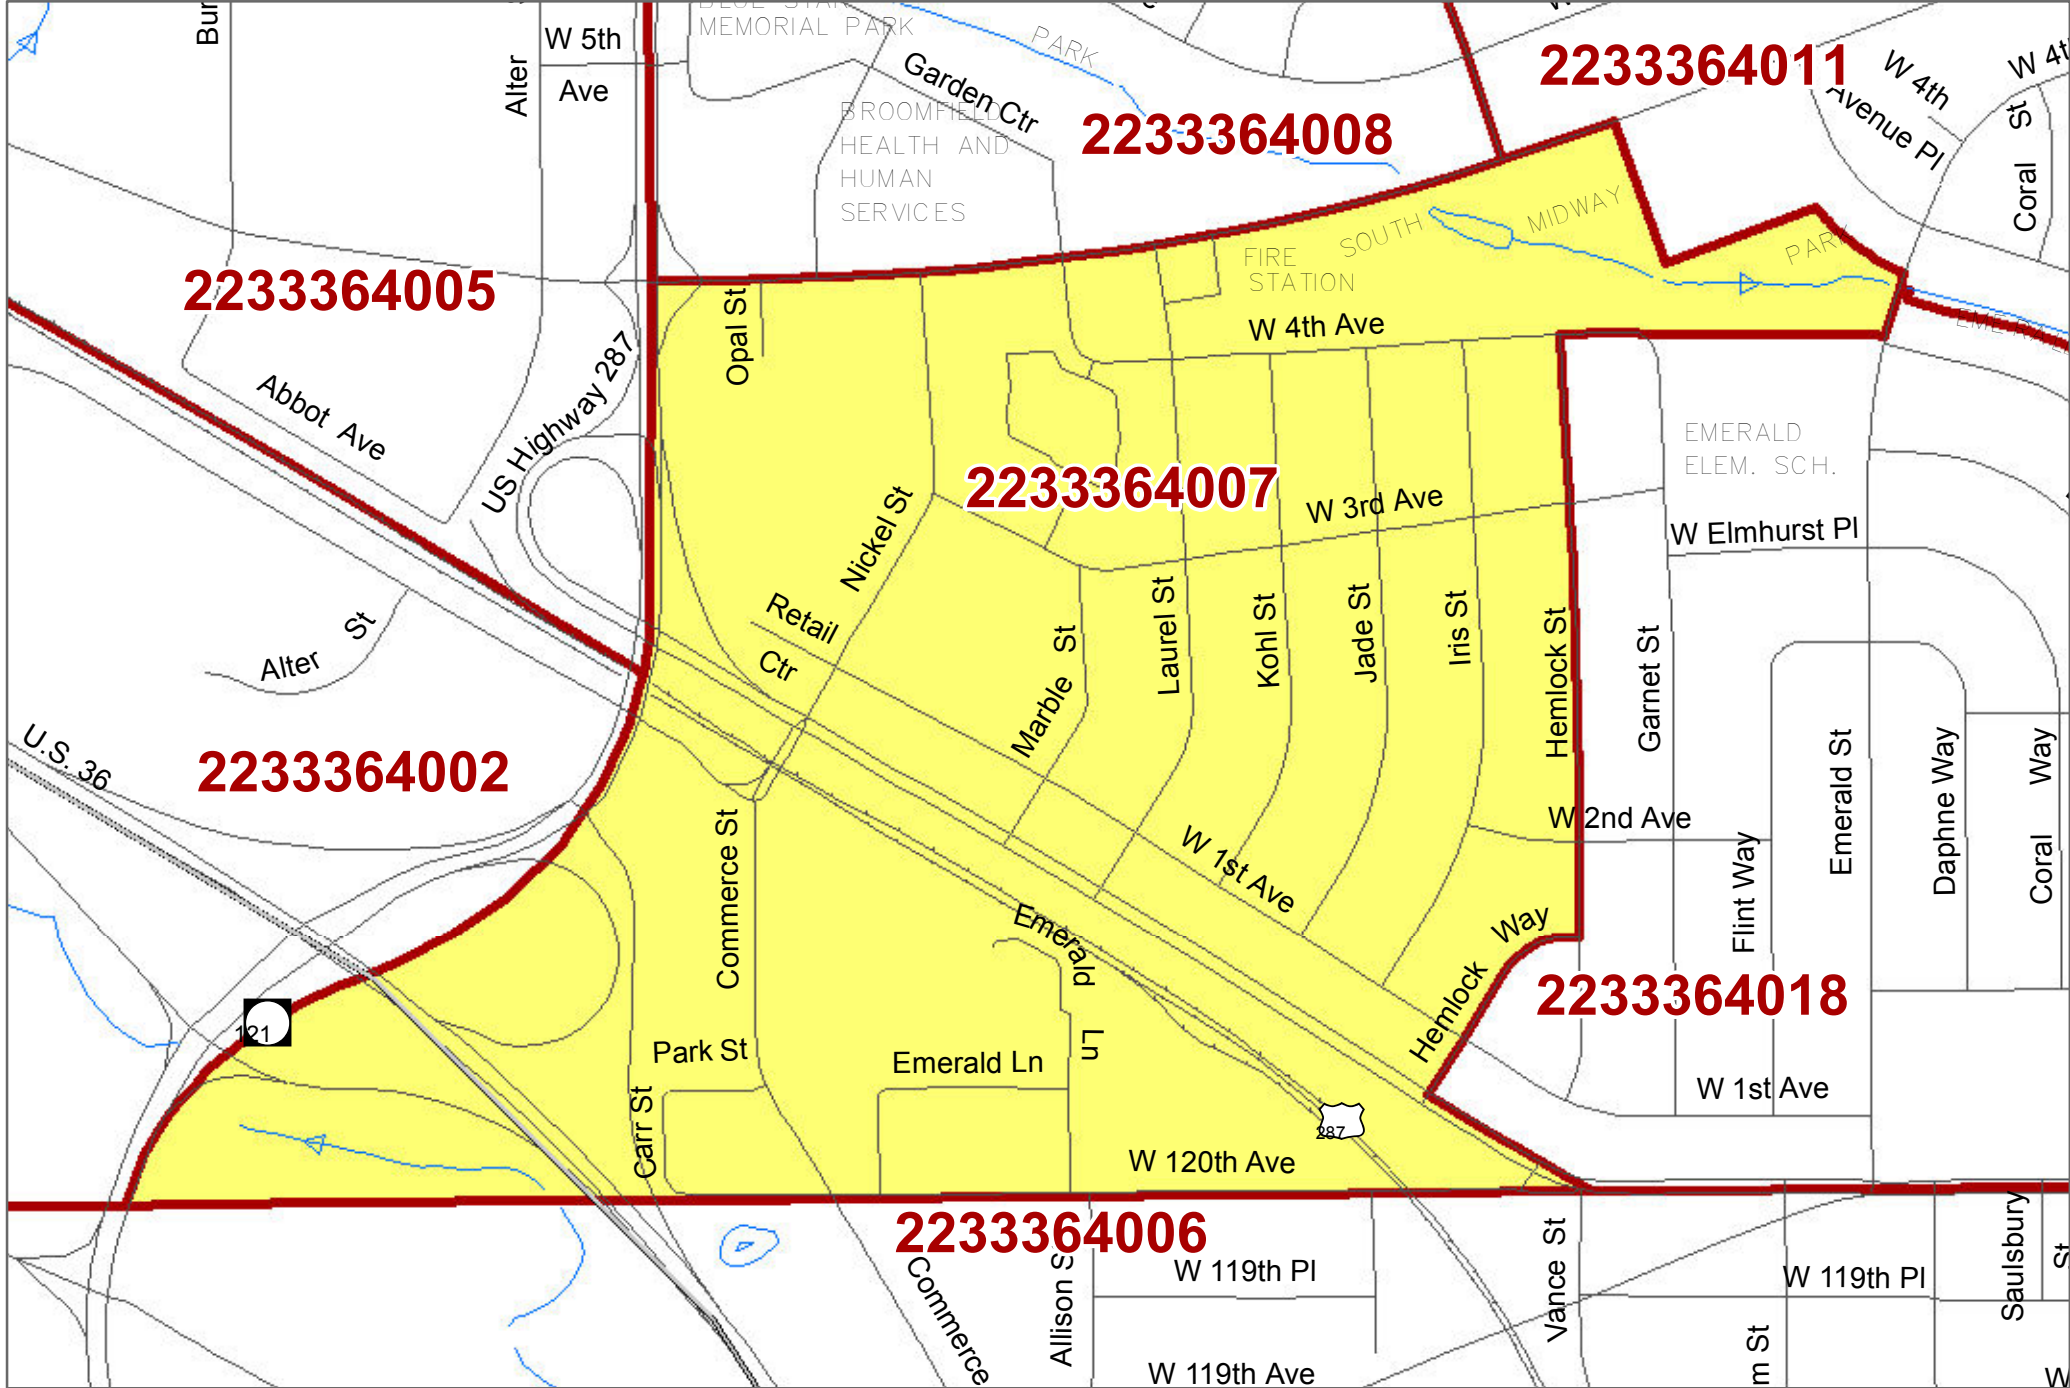 BLUE STAR
MEMORIAL PARK
Alter
W 5th
Ave
PARK
Garden Ctr
2233364011
W 4th
Avenue Pl
St
Coral
BROOMFIELD
HEALTH AND
HUMAN
SERVICES
2233364008
FIRE
STATION
SOUTH
MIDWAY
PARK
2233364005
Opal St
W 4th Ave
US Highway 287
Abbot Ave
EMERALD
ELEM. SCH.
2233364007
W 3rd Ave
W Elmhurst Pl
Nickel St
Retail
Ctr
Marble St
Laurel St
Kohl St
Jade St
Iris St
Hemlock St
Garnet St
Alter St
U.S. 36
2233364002
Commerce St
W 2nd Ave
W 1st Ave
Flint Way
Emerald St
Daphne Way
Coral Way
Emerald
Ln
Hemlock Way
2233364018
121
Park St
Emerald Ln
Carr St
W 1st Ave
287
W 120th Ave
2233364006
Commerce
Allison S
W 119th Pl
W 119th Ave
Vance St
W 119th Pl
m St
Saulsbury
St
W